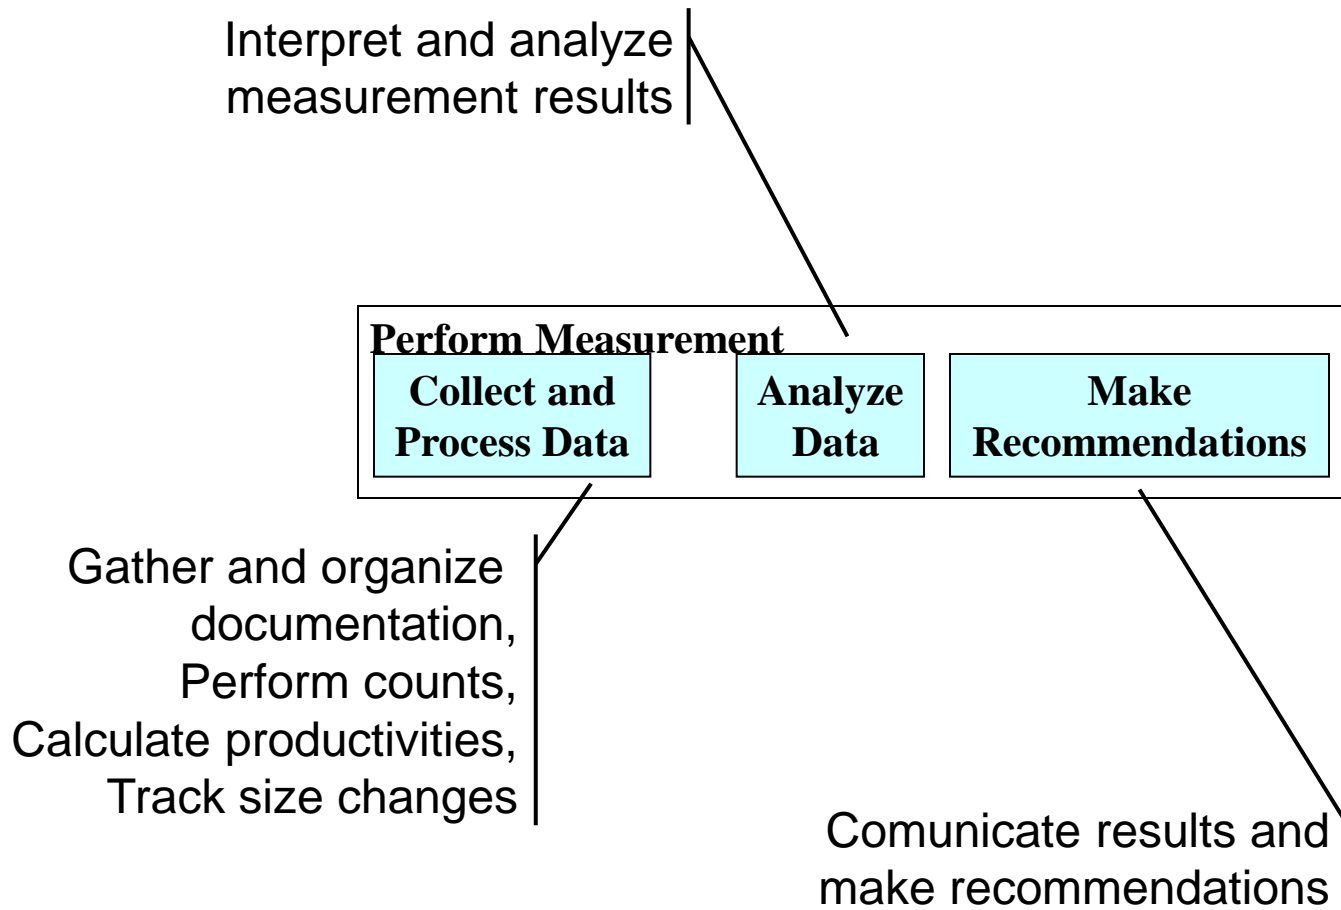 Interpret and analyze
measurement results
Perform Measurement
Collect and
Process Data
Analyze
Data
Make
Recommendations
Gather and organize
documentation,
Perform counts,
Calculate productivities,
Track size changes
Comunicate results and
make recommendations